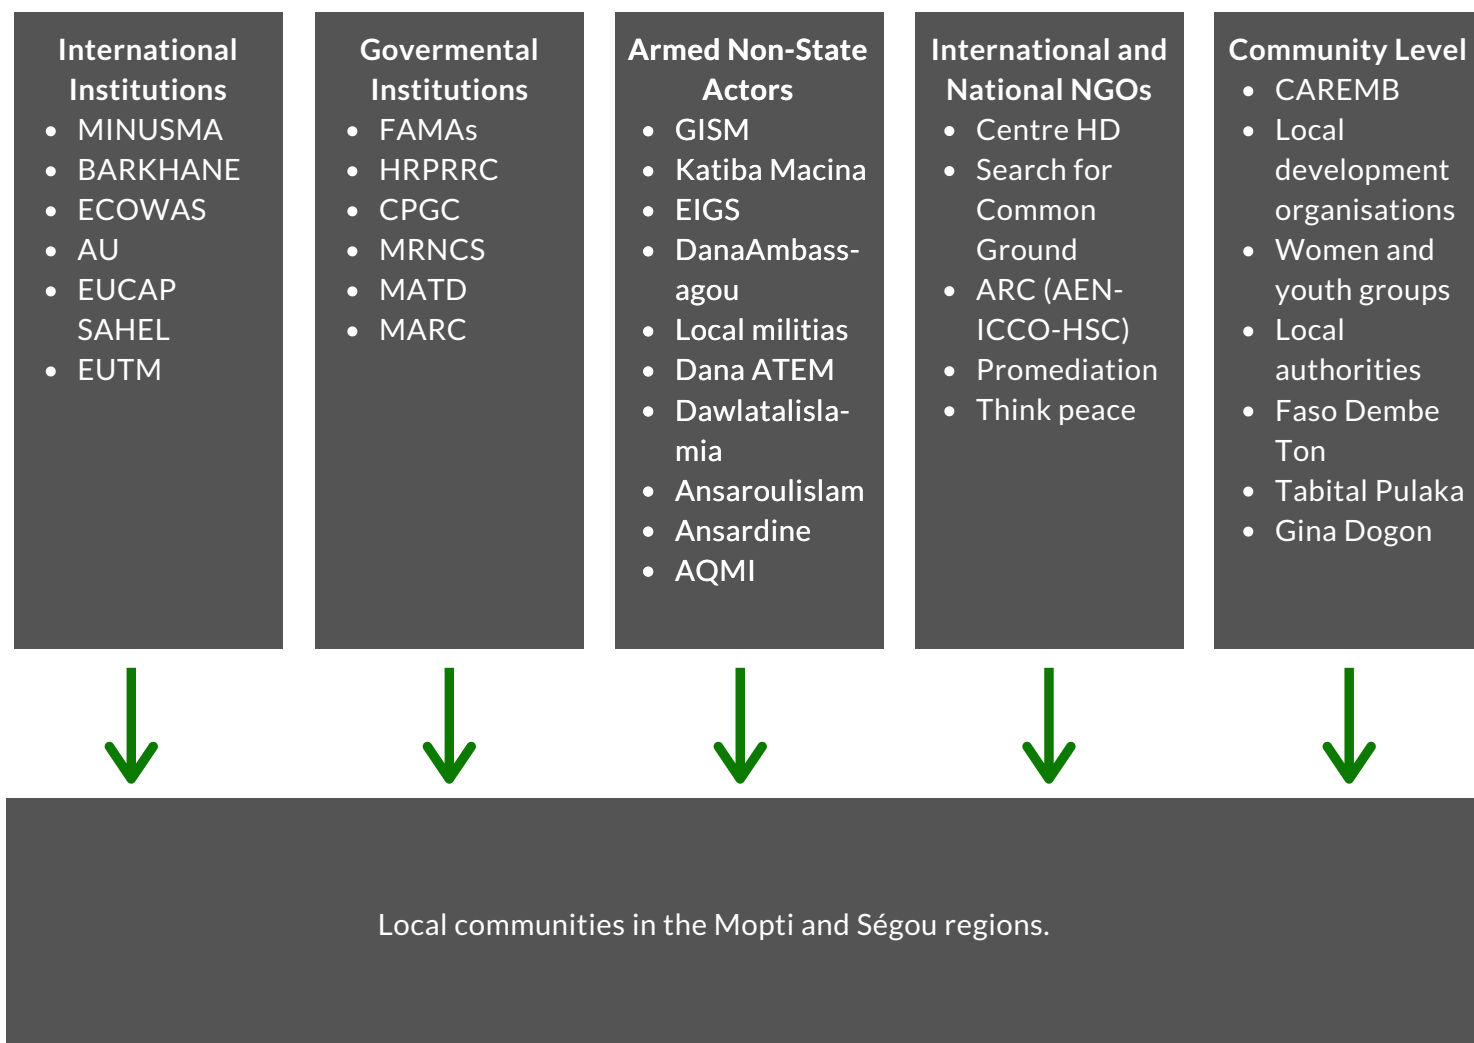 International
Institutions
• MINUSMA
• BARKHANE
• ECOWAS
• AU
• EUCAP
SAHEL
• EUTM
Govermental
Institutions
• FAMAs
• HRPRRC
• CPGC
• MRNCS
• MATD
• MARC
Armed Non-State
Actors
• GISM
• Katiba Macina
• EIGS
• DanaAmbass-
agou
• Local militias
• Dana ATEM
• Dawlatalisla-
mia
• Ansaroulislam
• Ansardine
• AQMI
International and
National NGOs
• Centre HD
• Search for
Common
Ground
• ARC (AEN-
ICCO-HSC)
• Promediation
• Think peace
Community Level
• CAREMB
• Local
development
organisations
• Women and
youth groups
• Local
authorities
• Faso Dembe
Ton
• Tabital Pulaka
• Gina Dogon
Local communities in the Mopti and Ségou regions.